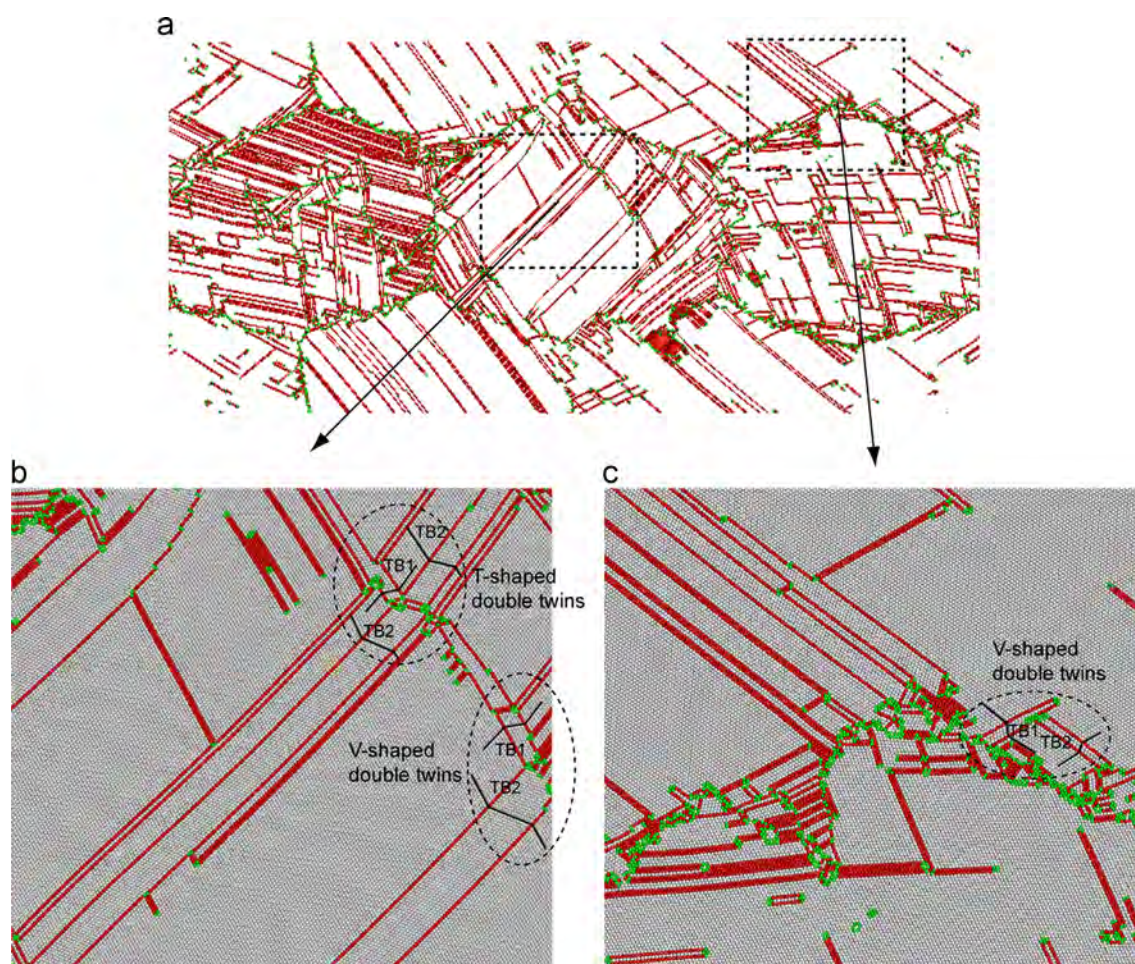 a
b
c
TB2
TB1
T-shaped
double twins
TB2
V-shaped
double twins
TB1
TB2
V-shaped
double twins
TB1
TB2